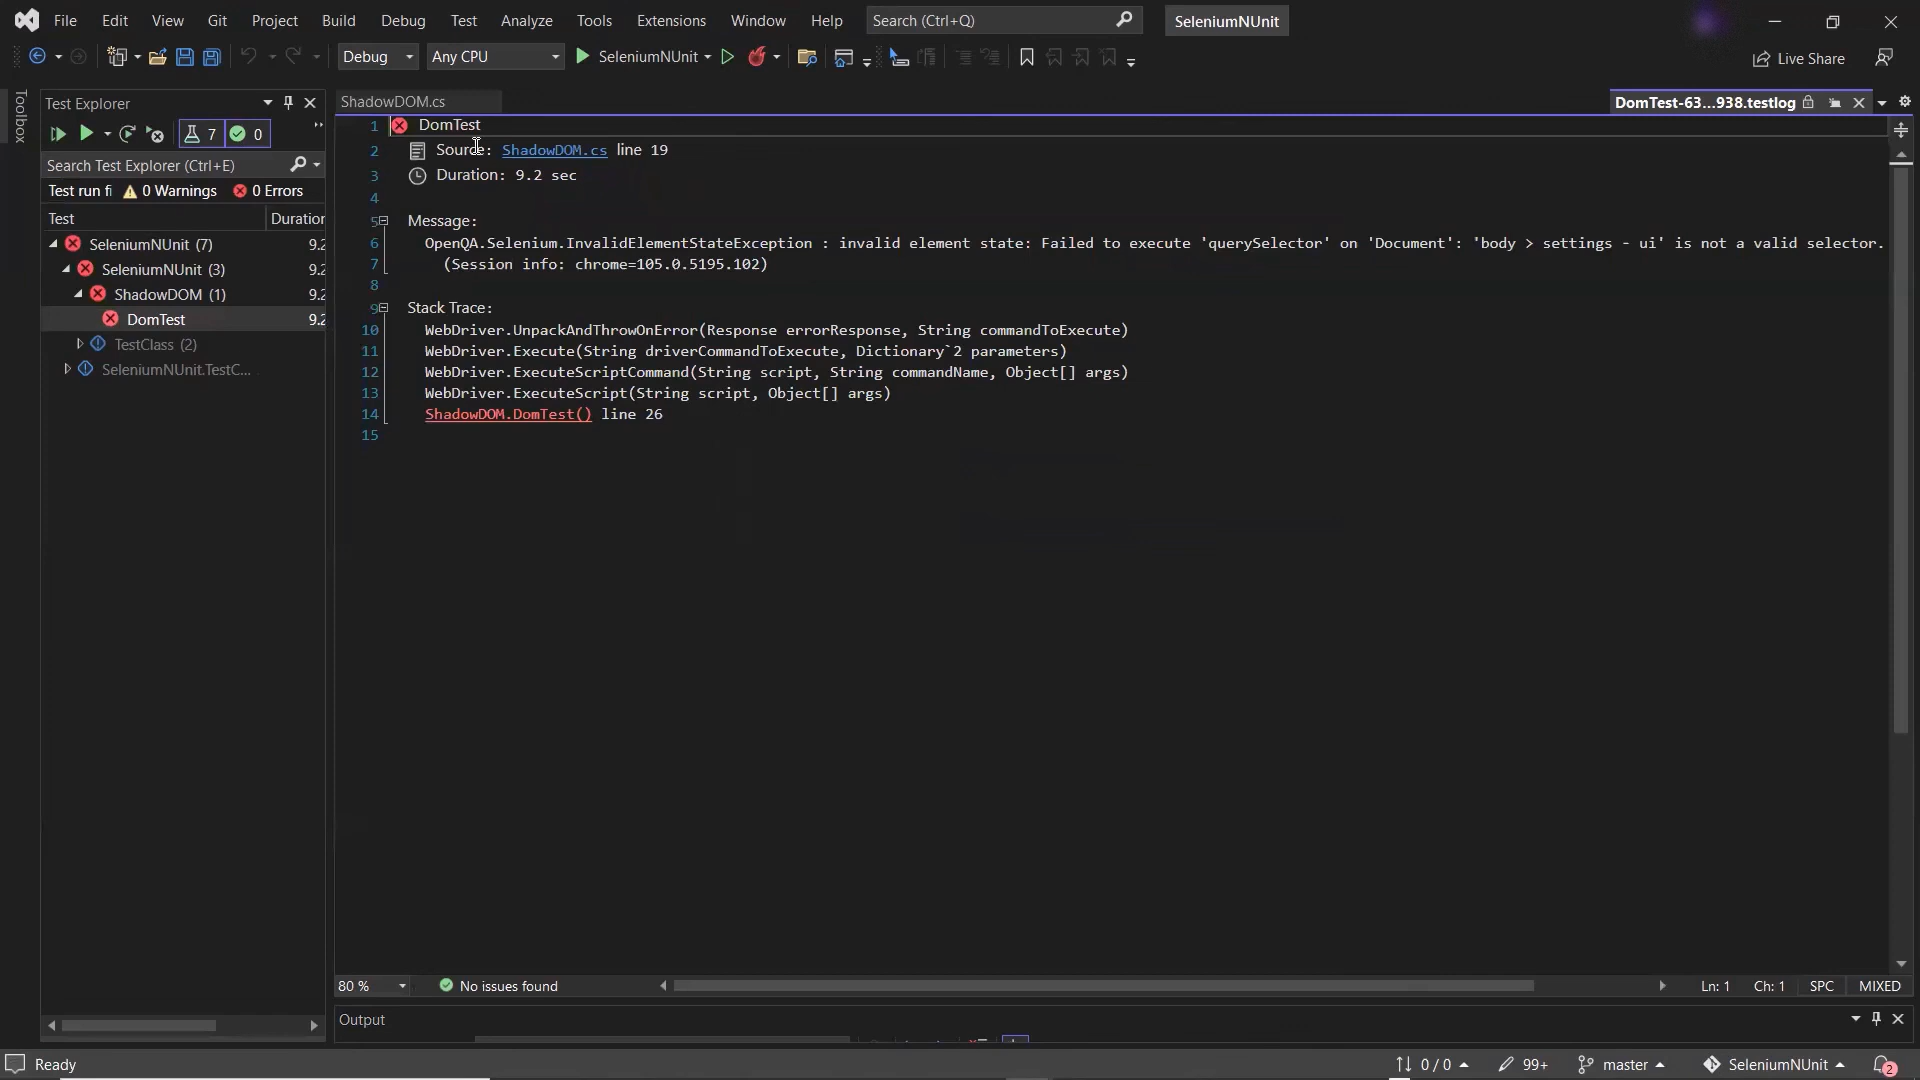 File Edit View Git Project Build Debug Test Analyze Tools Extensions Window Help Search (Ctrl+Q) SeleniumNUnit
Debug Any CPU SeleniumNUnit Live Share
Toolbox
Test Explorer
7 0
Search Test Explorer (Ctrl+E)
Test run fi 0 Warnings 0 Errors
Test Duration
SeleniumNUnit (7) 9.2
SeleniumNUnit (3) 9.2
ShadowDOM (1) 9.2
DomTest 9.2
TestClass (2)
SeleniumNUnit.TestC...
ShadowDOM.cs DomTest-63...938.testlog
1 DomTest
2 Source: ShadowDOM.cs line 19
3 Duration: 9.2 sec
4
5 Message:
6 OpenQA.Selenium.InvalidElementStateException : invalid element state: Failed to execute 'querySelector' on 'Document': 'body > settings - ui' is not a valid selector.
7 (Session info: chrome=105.0.5195.102)
8
9 Stack Trace:
10 WebDriver.UnpackAndThrowOnError(Response errorResponse, String commandToExecute)
11 WebDriver.Execute(String driverCommandToExecute, Dictionary`2 parameters)
12 WebDriver.ExecuteScriptCommand(String script, String commandName, Object[] args)
13 WebDriver.ExecuteScript(String script, Object[] args)
14 ShadowDOM.DomTest() line 26
15
80 % No issues found Ln: 1 Ch: 1 SPC MIXED
Output
Ready 0 / 0 99+ master SeleniumNUnit 2